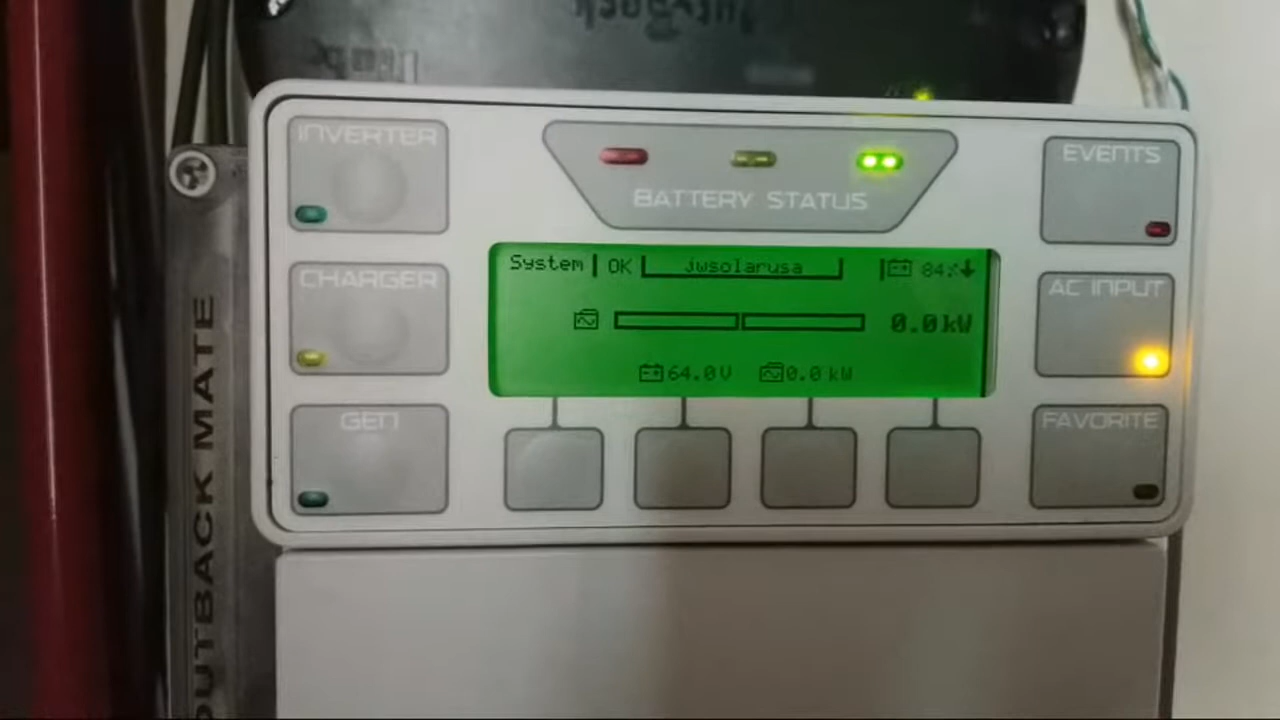 OutBack
INVERTER
BATTERY STATUS
EVENTS
System OK jwsolarusa 84%
CHARGER
AC INPUT
0.0kW
64.0V 0.0 kW
GEN
FAVORITE
OUTBACK MATE